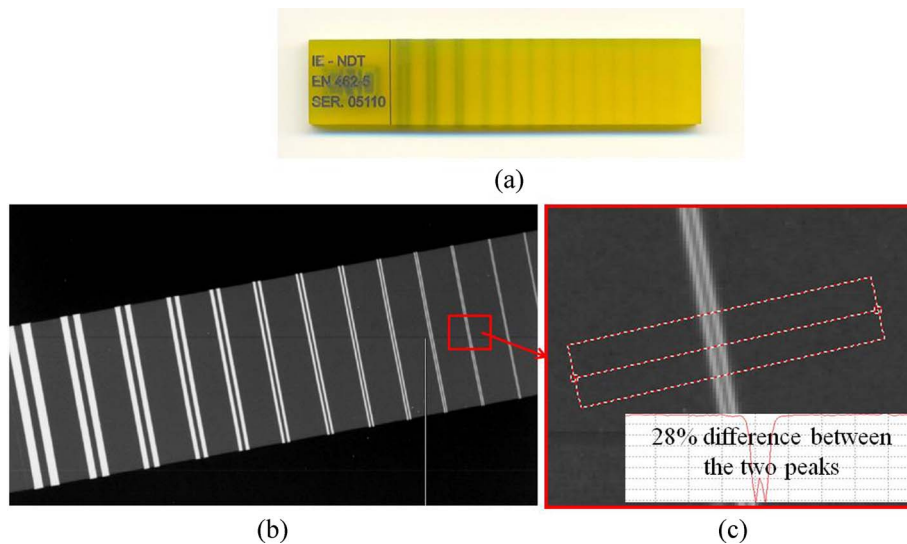 IE - NDT
EN 462-5
SER. 05110
(a)
28% difference between
the two peaks
(b)
(c)